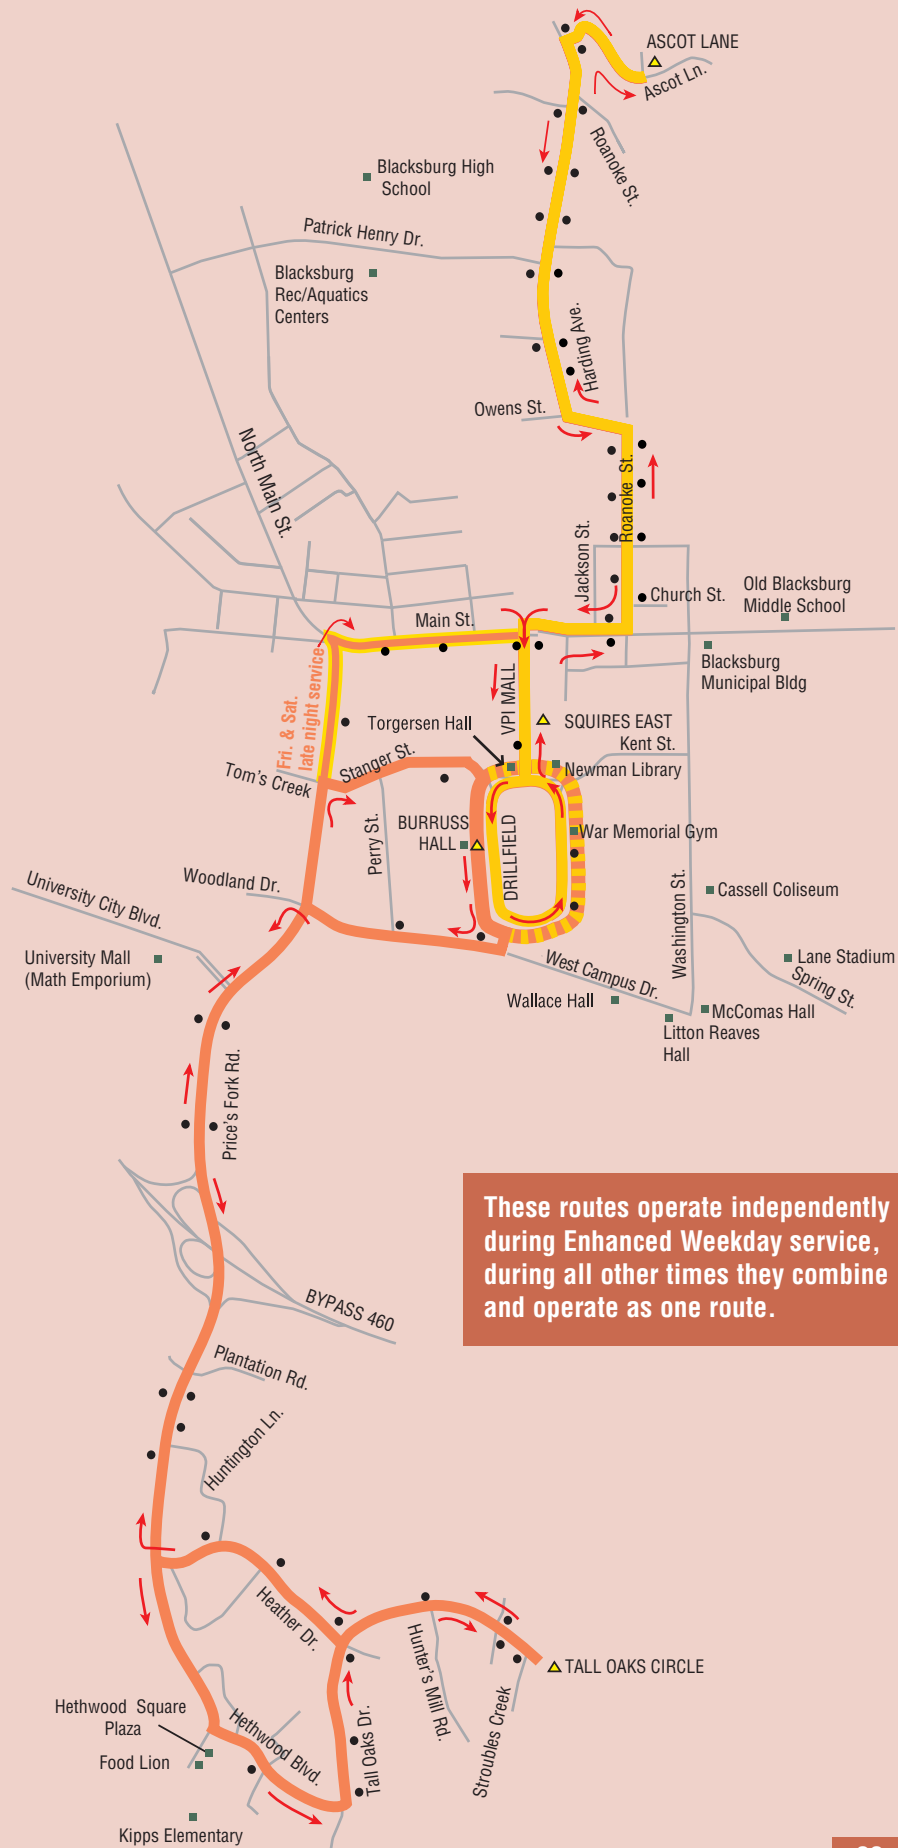 ASCOT LANE
Ascot Ln.
Roanoke St.
Blacksburg High
School
Patrick Henry Dr.
Blacksburg
Rec/Aquatics
Centers
Harding Ave.
Owens St.
North Main St.
Roanoke St.
Jackson St.
Church St.
Old Blacksburg
Middle School
Main St.
Blacksburg
Municipal Bldg
Fri. & Sat.
late night service
VPI MALL
Torgersen Hall
SQUIRES EAST
Kent St.
Stanger St.
Tom's Creek
Newman Library
BURRUSS
HALL
Perry St.
DRILLFIELD
War Memorial Gym
Woodland Dr.
University City Blvd.
Washington St.
Cassell Coliseum
University Mall
(Math Emporium)
West Campus Dr.
Lane Stadium
Spring St.
Wallace Hall
McComas Hall
Litton Reaves
Hall
Price's Fork Rd.
These routes operate independently
during Enhanced Weekday service,
during all other times they combine
and operate as one route.
BYPASS 460
Plantation Rd.
Huntington Ln.
Heather Dr.
Hunter's Mill Rd.
TALL OAKS CIRCLE
Stroubles Creek
Hethwood Square
Plaza
Hethwood Blvd.
Tall Oaks Dr.
Food Lion
Kipps Elementary